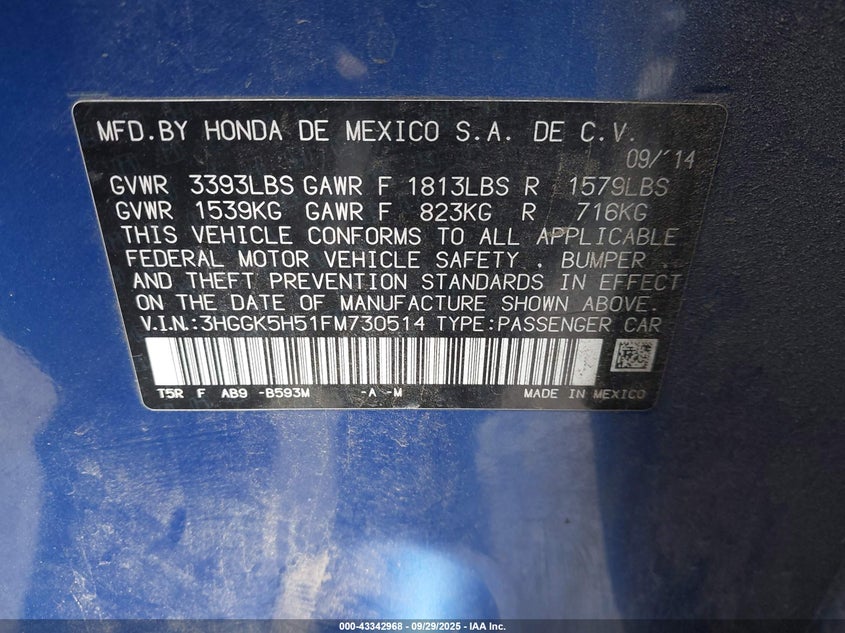 MFD.BY HONDA DE MEXICO S.A. DE C.V.
09/´14
GVWR 3393LBS GAWR F 1813LBS R 1579LBS
GVWR 1539KG GAWR F 823KG R 716KG
THIS VEHICLE CONFORMS TO ALL APPLICABLE
FEDERAL MOTOR VEHICLE SAFETY . BUMPER .
AND THEFT PREVENTION STANDARDS IN EFFECT
ON THE DATE OF MANUFACTURE SHOWN ABOVE.
V.I.N:3HGGK5H51FM730514 TYPE:PASSENGER CAR
T5R F AB9 -B593M -A -M MADE IN MEXICO
000-43342968 - 09/29/2025 - IAA Inc.